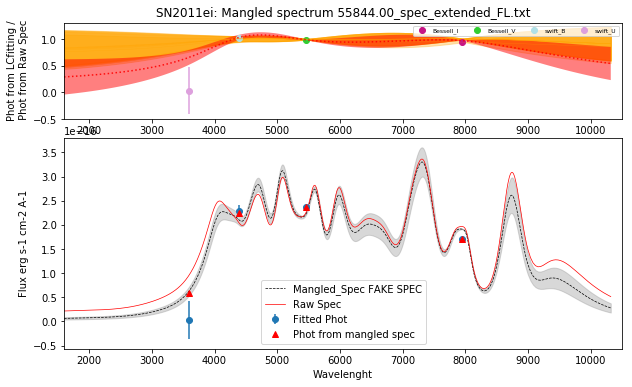 SN2011ei: Mangled spectrum 55844.00_spec_extended_FL.txt
Phot from LCfitting /
Phot from Raw Spec
1.0
0.5
0.0
−0.5
Bessell_I
Bessell_V
swift_B
swift_U
2000 3000 4000 5000 6000 7000 8000 9000 10000
1e−16
Flux erg s-1 cm-2 A-1
3.5
3.0
2.5
2.0
1.5
1.0
0.5
0.0
−0.5
Mangled_Spec FAKE SPEC
Raw Spec
Fitted Phot
Phot from mangled spec
2000 3000 4000 5000 6000 7000 8000 9000 10000
Wavelenght